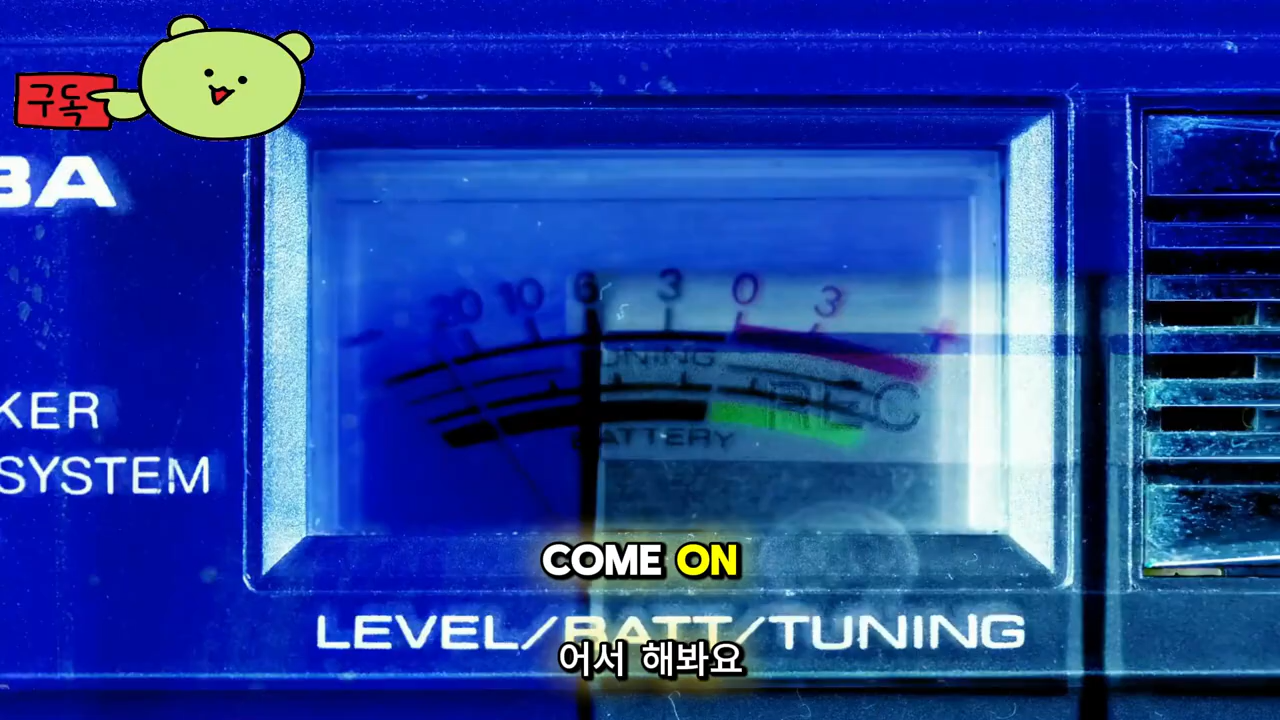 구독
BA
20 10 6 3 0 3
- +
TUNING
REC
BATTERY
KER
SYSTEM
COME ON
LEVEL/BATT/TUNING
어서 해봐요